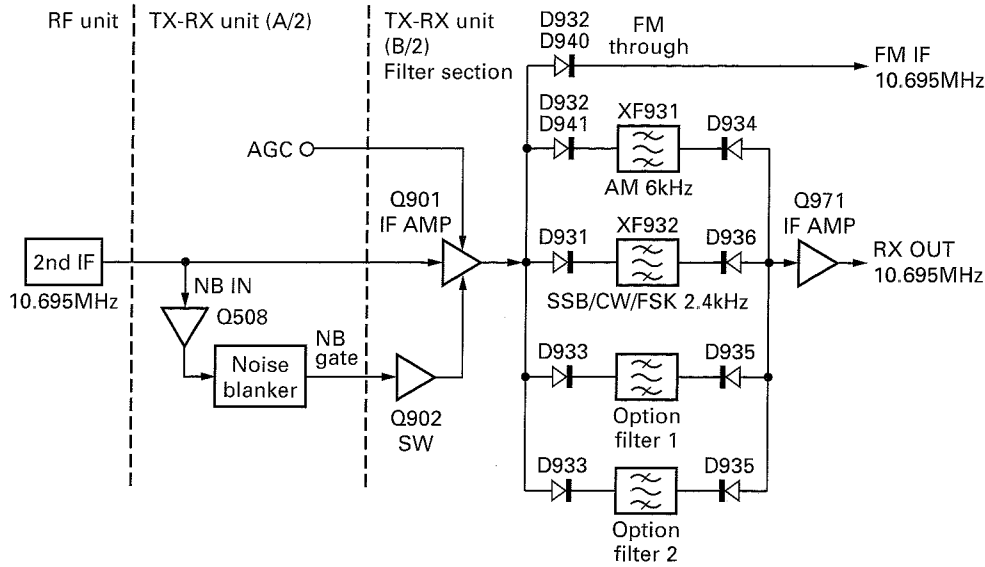 RF unit
TX-RX unit (A/2)
TX-RX unit
(B/2)
Filter section
D932
D940
FM
through
FM IF
10.695MHz
D932
D941
XF931
D934
AM 6kHz
AGC
Q901
IF AMP
Q971
IF AMP
2nd IF
10.695MHz
D931
XF932
D936
RX OUT
10.695MHz
SSB/CW/FSK 2.4kHz
NB IN
Q508
NB
gate
Noise
blanker
Q902
SW
D933
D935
Option
filter 1
D933
D935
Option
filter 2